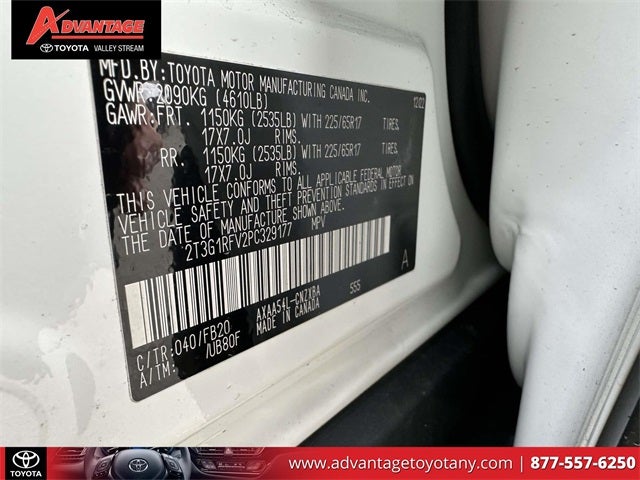 ADVANTAGE
TOYOTA VALLEY STREAM
MFD. BY: TOYOTA MOTOR MANUFACTURING CANADA INC.
GVWR 2090KG (4610LB) 12/22
GAWR: FRT. 1150KG (2535LB) WITH 225/65R17 TIRES,
17X7.0J RIMS.
RR. 1150KG (2535LB) WITH 225/65R17 TIRES,
17X7.0J RIMS.
THIS VEHICLE CONFORMS TO ALL APPLICABLE FEDERAL MOTOR
VEHICLE SAFETY AND THEFT PREVENTION STANDARDS IN EFFECT ON
THE DATE OF MANUFACTURE SHOWN ABOVE.
2T3G1RFV2PC329177 MPV
A
C/TR: 040/FB20 AXAA54L-CNZXBA 555
A/TM: /UB80F MADE IN CANADA
TOYOTA
www.advantagetoyotany.com 877-557-6250